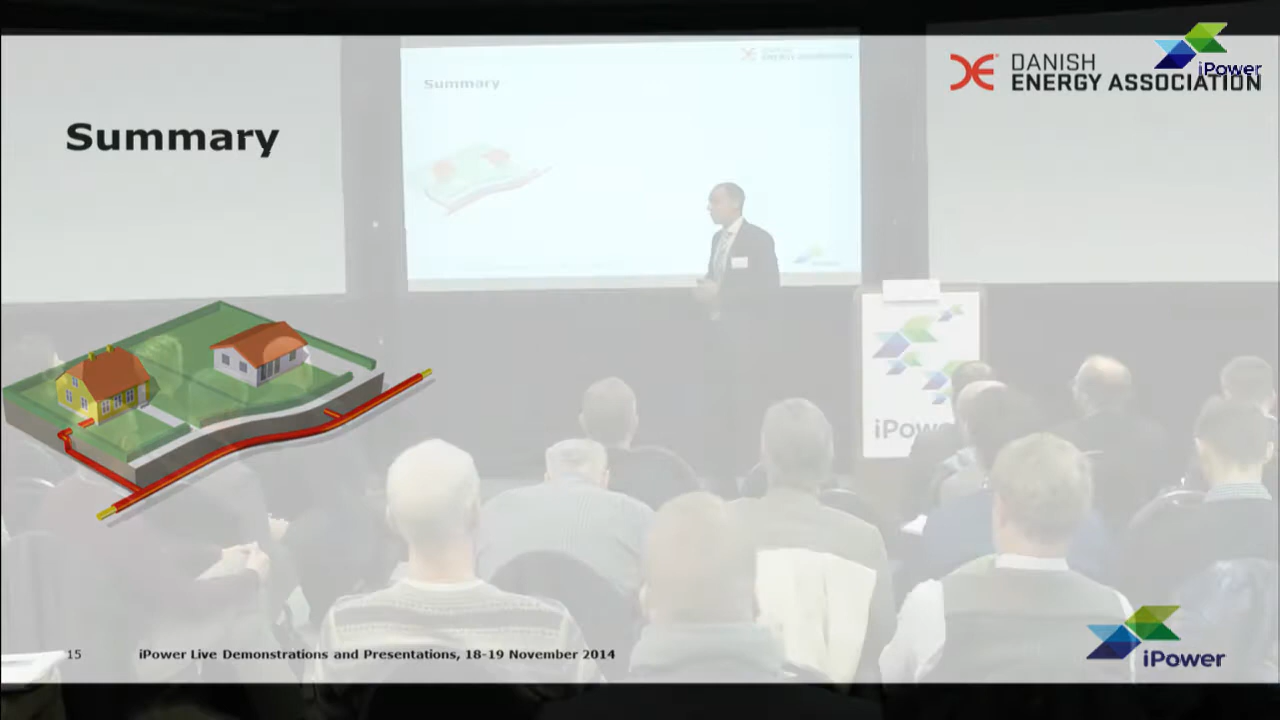 DANISH
ENERGY ASSOCIATION
iPower
Summary
Summary
iPower
15 iPower Live Demonstrations and Presentations, 18-19 November 2014
iPower